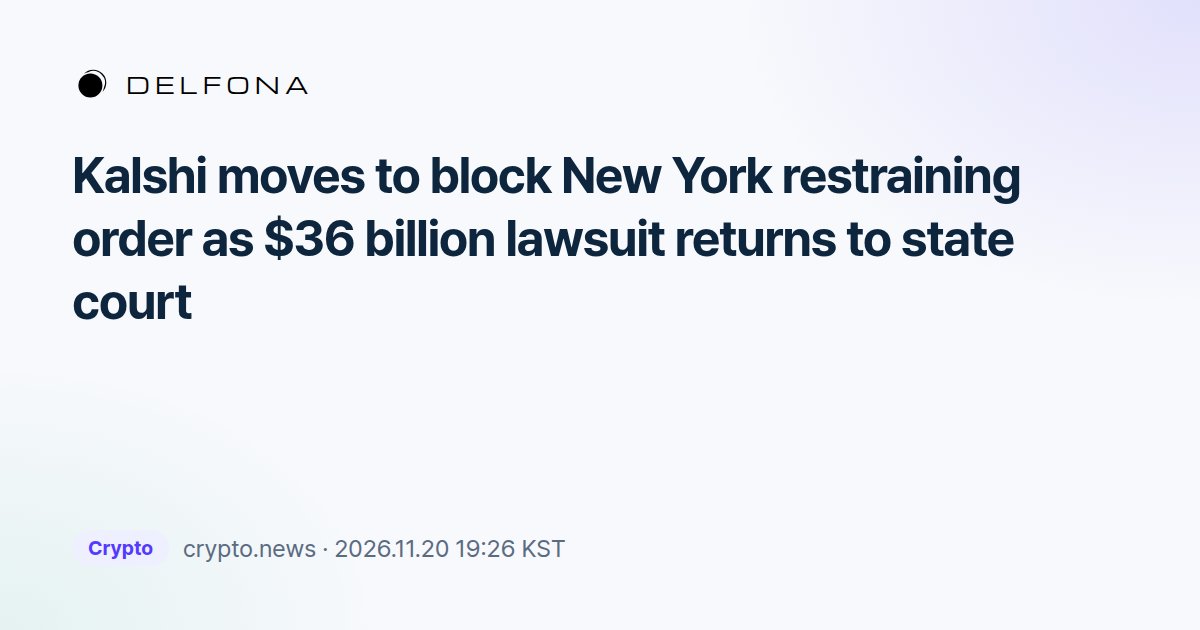 DELFONA
Kalshi moves to block New York restraining
order as $36 billion lawsuit returns to state
court
Crypto crypto.news · 2026.11.20 19:26 KST